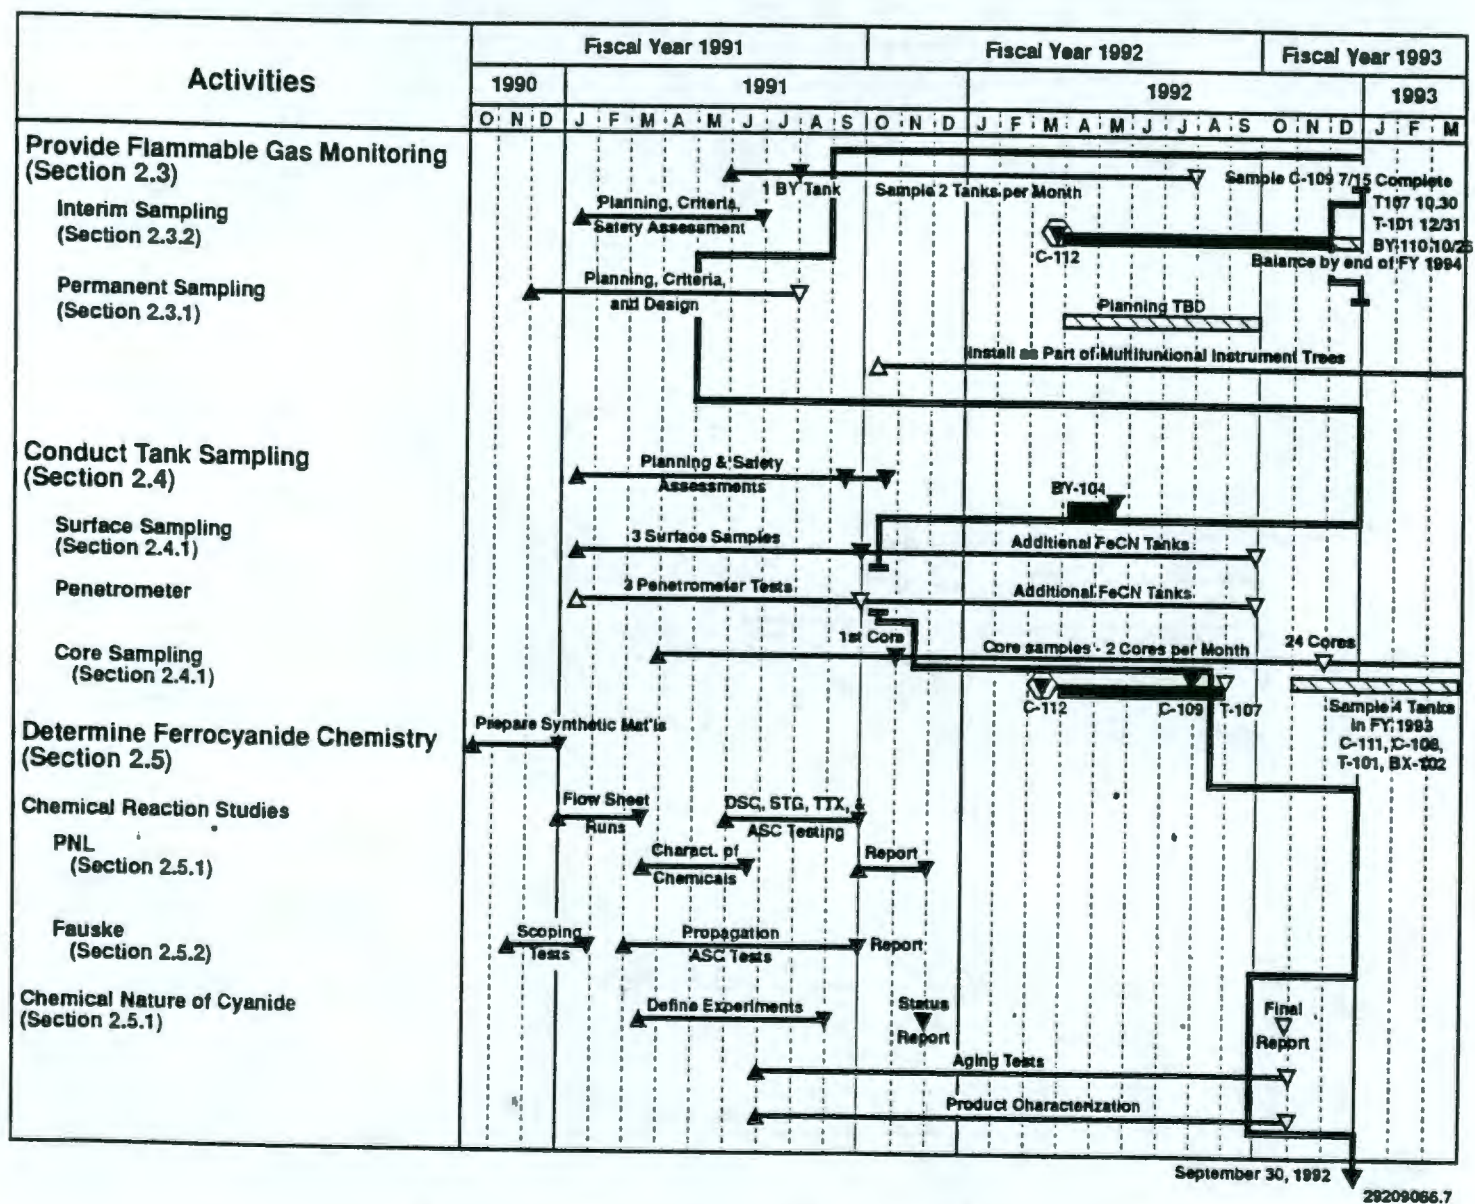 Activities
Fiscal Year 1991
Fiscal Year 1992
Fiscal Year 1993
1990
1991
1992
1993
O N D J F M A M J J A S O N D J F M A M J J A S O N D J F M
Provide Flammable Gas Monitoring
(Section 2.3)
1 BY Tank
Sample 2 Tanks per Month
Sample C-109 7/15 Complete
T107 10.30
T-101 12/31
BY-110 10/26
Balance by end of FY 1994
Interim Sampling
(Section 2.3.2)
Planning, Criteria,
Safety Assessment
C-112
Permanent Sampling
(Section 2.3.1)
Planning, Criteria,
and Design
Planning TBD
Install as Part of Multifuntional Instrument Trees
Conduct Tank Sampling
(Section 2.4)
Planning & Safety
Assessments
BY-104
Surface Sampling
(Section 2.4.1)
3 Surface Samples
Additional FeCN Tanks
Penetrometer
3 Penetrometer Tests
Additional FeCN Tanks
Core Sampling
(Section 2.4.1)
1st Core
Core samples - 2 Cores per Month
24 Cores
C-112
C-109
T-107
Sample 4 Tanks
in FY 1993
C-111, C-108,
T-101, BX-102
Determine Ferrocyanide Chemistry
(Section 2.5)
Prepare Synthetic Mat'ls
Chemical Reaction Studies
Flow Sheet
Runs
DSC, STG, TTX, &
ASC Testing
PNL
(Section 2.5.1)
Charact. of
Chemicals
Report
Fauske
(Section 2.5.2)
Scoping
Tests
Propagation
ASC Tests
Report
Chemical Nature of Cyanide
(Section 2.5.1)
Define Experiments
Status
Report
Final
Report
Aging Tests
Product Oharacterization
September 30, 1992
29209066.7